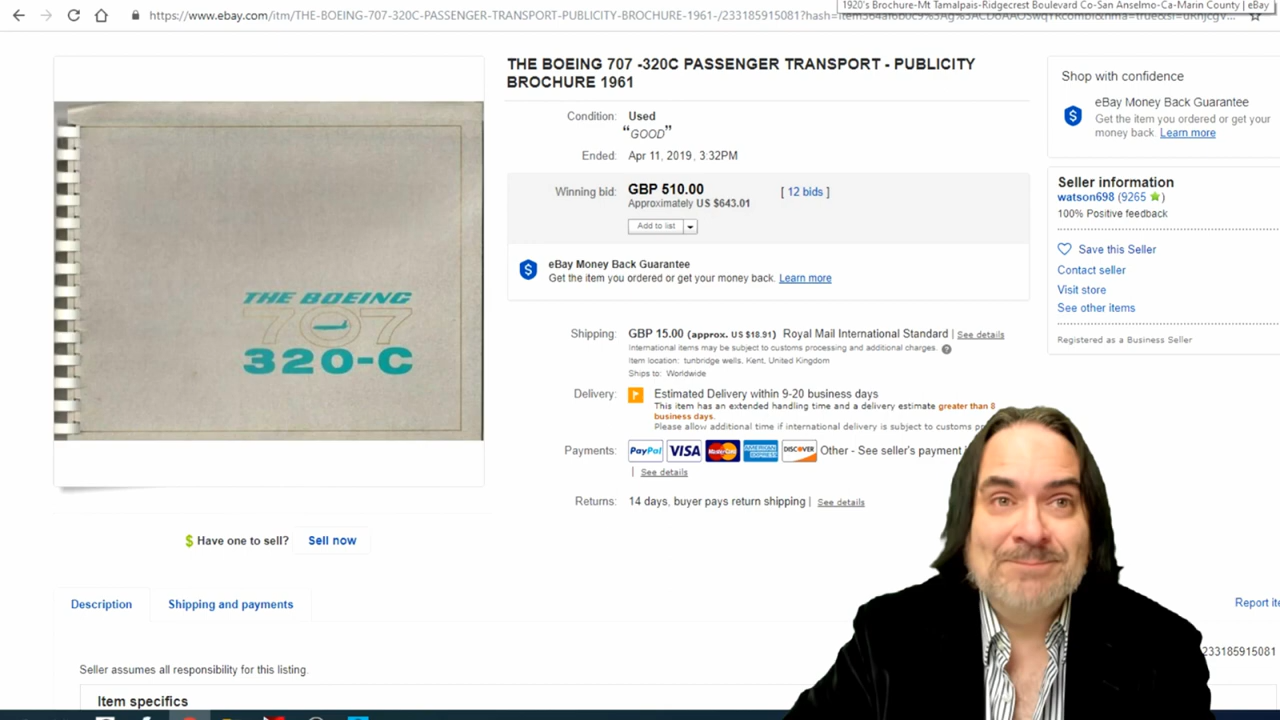 1920's Brochure-Mt Tamalpais-Ridgecrest Boulevard Co-San Anselmo-Ca-Marin County | eBay
https://www.ebay.com/itm/THE-BOEING-707-320C-PASSENGER-TRANSPORT-PUBLICITY-BROCHURE-1961-/233185915081?hash=
THE BOEING 707 -320C PASSENGER TRANSPORT - PUBLICITY
BROCHURE 1961
Condition: Used
"GOOD"
Ended: Apr 11, 2019 , 3:32PM
Winning bid: GBP 510.00 [ 12 bids ]
Approximately US $643.01
Add to list
eBay Money Back Guarantee
Get the item you ordered or get your money back. Learn more
Shipping: GBP 15.00 (approx. US $18.91) Royal Mail International Standard | See details
International items may be subject to customs processing and additional charges. ?
Item location: tunbridge wells, Kent, United Kingdom
Ships to: Worldwide
Delivery: Estimated Delivery within 9-20 business days
This item has an extended handling time and a delivery estimate greater than 8
business days.
Please allow additional time if international delivery is subject to customs
Payments: PayPal VISA MasterCard AMERICAN EXPRESS DISCOVER Other - See seller's payment
| See details
Returns: 14 days, buyer pays return shipping | See details
Shop with confidence
eBay Money Back Guarantee
Get the item you ordered or get your
money back. Learn more
Seller information
watson698 (9265 )
100% Positive feedback
Save this Seller
Contact seller
Visit store
See other items
Registered as a Business Seller
THE BOEING
707
320-C
$ Have one to sell? Sell now
Description
Shipping and payments
Report
233185915081
Seller assumes all responsibility for this listing.
Item specifics